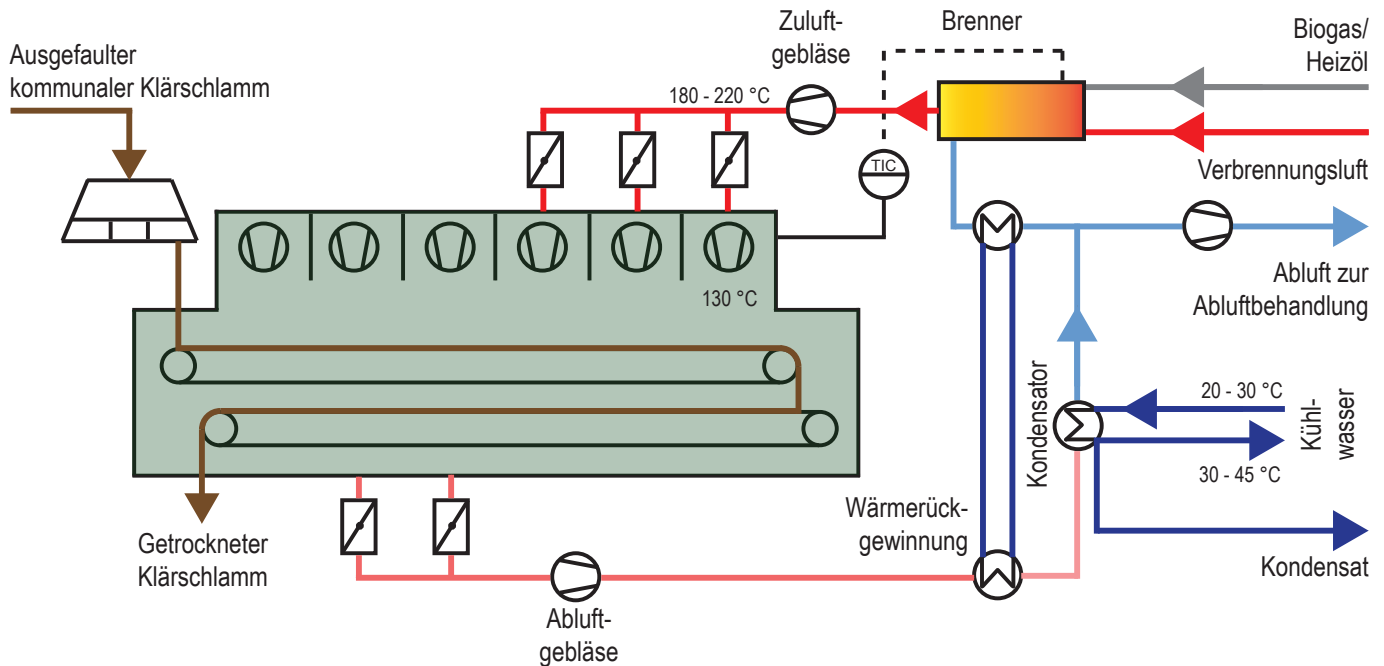 Ausgefaulter
kommunaler Klärschlamm
Zuluft-
gebläse
Brenner
Biogas/
Heizöl
180 - 220 °C
TIC
Verbrennungsluft
130 °C
Abluft zur
Abluftbehandlung
Kondensator
20 - 30 °C
Kühl-
wasser
30 - 45 °C
Wärmerück-
gewinnung
Getrockneter
Klärschlamm
Kondensat
Abluft-
gebläse